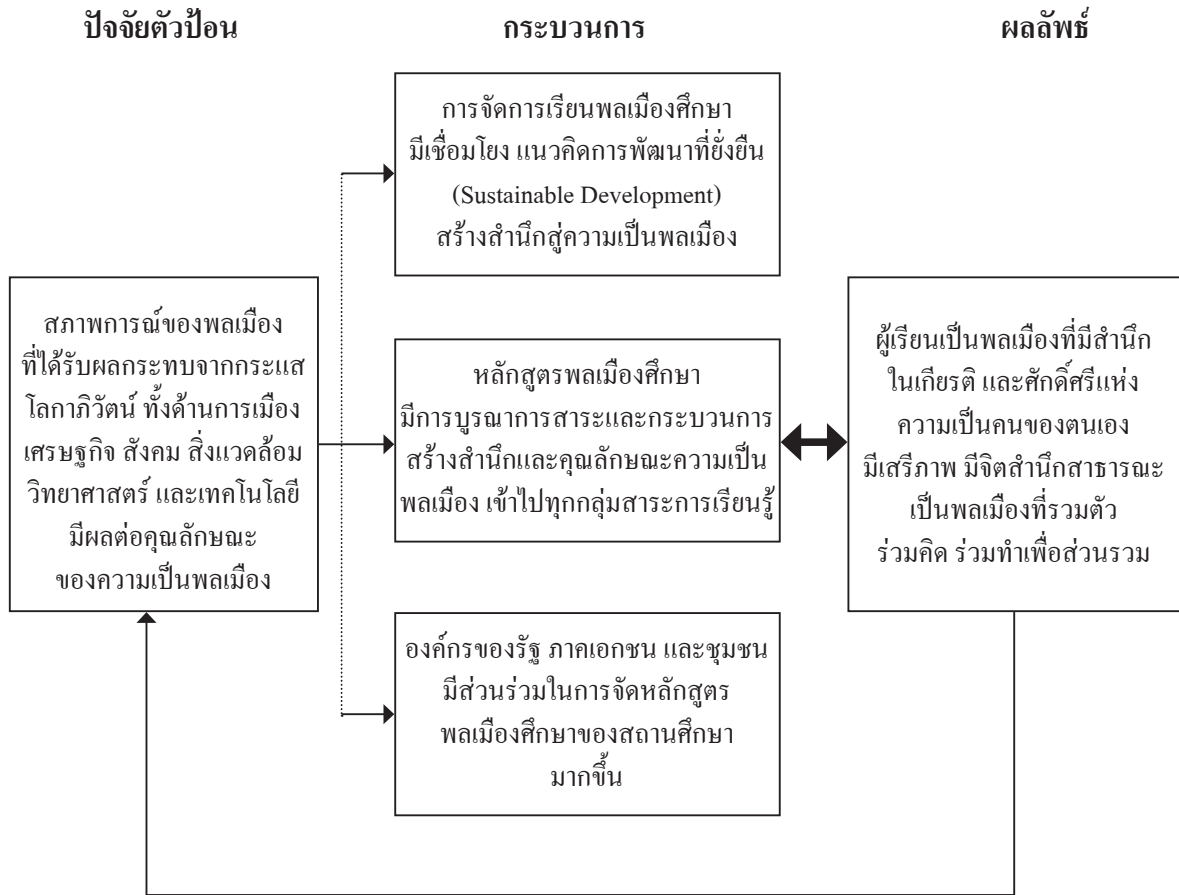 ปัจจัยตัวป้อน
กระบวนการ
ผลลัพธ์
สภาพการณ์ของพลเมือง
ที่ได้รับผลกระทบจากกระแส
โลกาภิวัตน์ ทั้งด้านการเมือง
เศรษฐกิจ สังคม สิ่งแวดล้อม
วิทยาศาสตร์ และเทคโนโลยี
มีผลต่อคุณลักษณะ
ของความเป็นพลเมือง
การจัดการเรียนพลเมืองศึกษา
มีเชื่อมโยง แนวคิดการพัฒนาที่ยั่งยืน
(Sustainable Development)
สร้างสำนึกสู่ความเป็นพลเมือง
หลักสูตรพลเมืองศึกษา
มีการบูรณาการสาระและกระบวนการ
สร้างสำนึกและคุณลักษณะความเป็น
พลเมือง เข้าไปทุกกลุ่มสาระการเรียนรู้
องค์กรของรัฐ ภาคเอกชน และชุมชน
มีส่วนร่วมในการจัดหลักสูตร
พลเมืองศึกษาของสถานศึกษา
มากขึ้น
ผู้เรียนเป็นพลเมืองที่มีสำนึก
ในเกียรติ และศักดิ์ศรีแห่ง
ความเป็นคนของตนเอง
มีเสรีภาพ มีจิตสำนึกสาธารณะ
เป็นพลเมืองที่รวมตัว
ร่วมคิด ร่วมทำเพื่อส่วนรวม